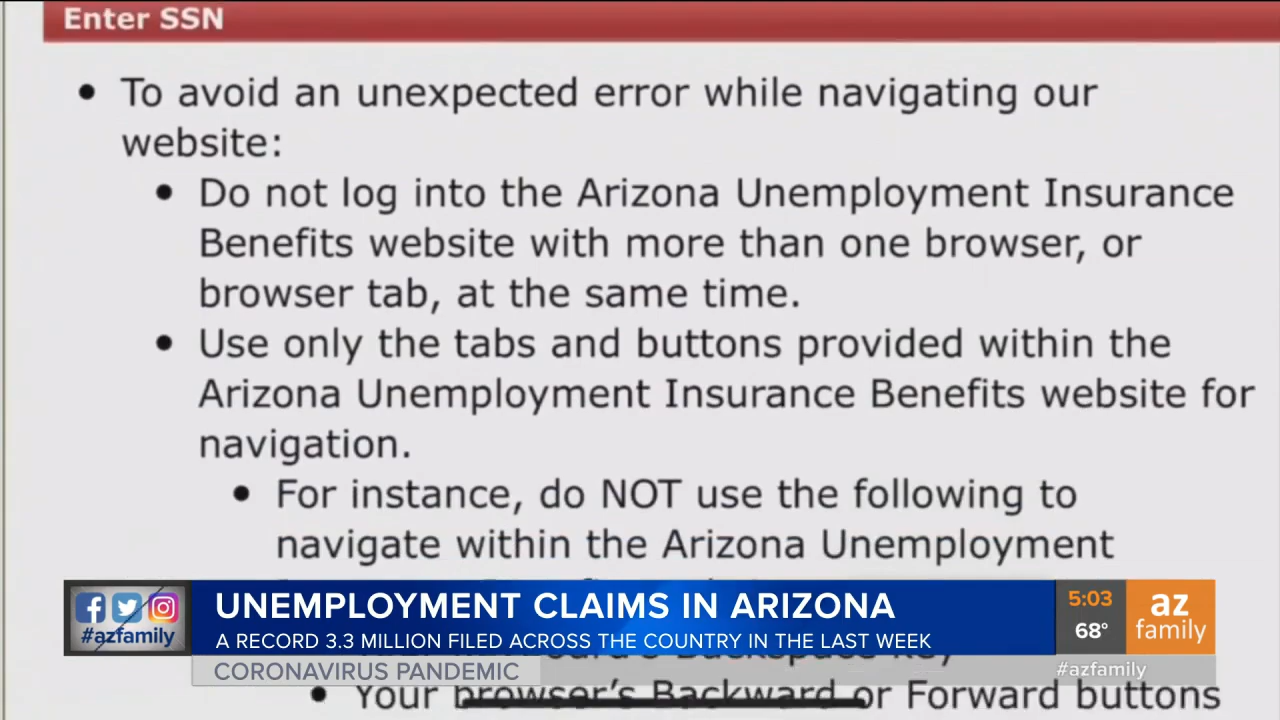 Enter SSN
• To avoid an unexpected error while navigating our
website:
• Do not log into the Arizona Unemployment Insurance
Benefits website with more than one browser, or
browser tab, at the same time.
• Use only the tabs and buttons provided within the
Arizona Unemployment Insurance Benefits website for
navigation.
• For instance, do NOT use the following to
navigate within the Arizona Unemployment
#azfamily
UNEMPLOYMENT CLAIMS IN ARIZONA
A RECORD 3.3 MILLION FILED ACROSS THE COUNTRY IN THE LAST WEEK
5:03
68°
az
family
CORONAVIRUS PANDEMIC
#azfamily
Backspace key
• Your browser's Backward or Forward buttons